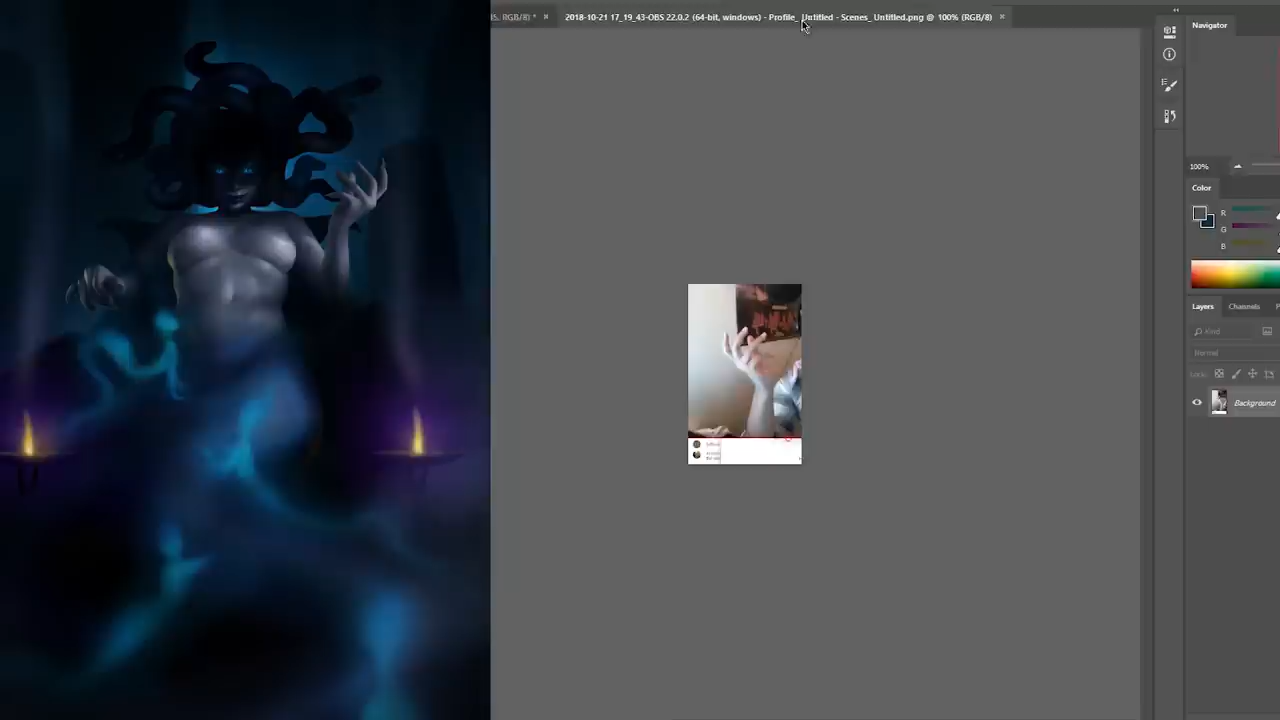 5, RGB/8) * ×
2018-10-21 17_19_43-OBS 22.0.2 (64-bit, windows) - Profile_ Untitled - Scenes_ Untitled.png @ 100% (RGB/8) ×
Navigator
100%
Color
R
G
B
Layers Channels P
Kind
Normal
Lock:
Background